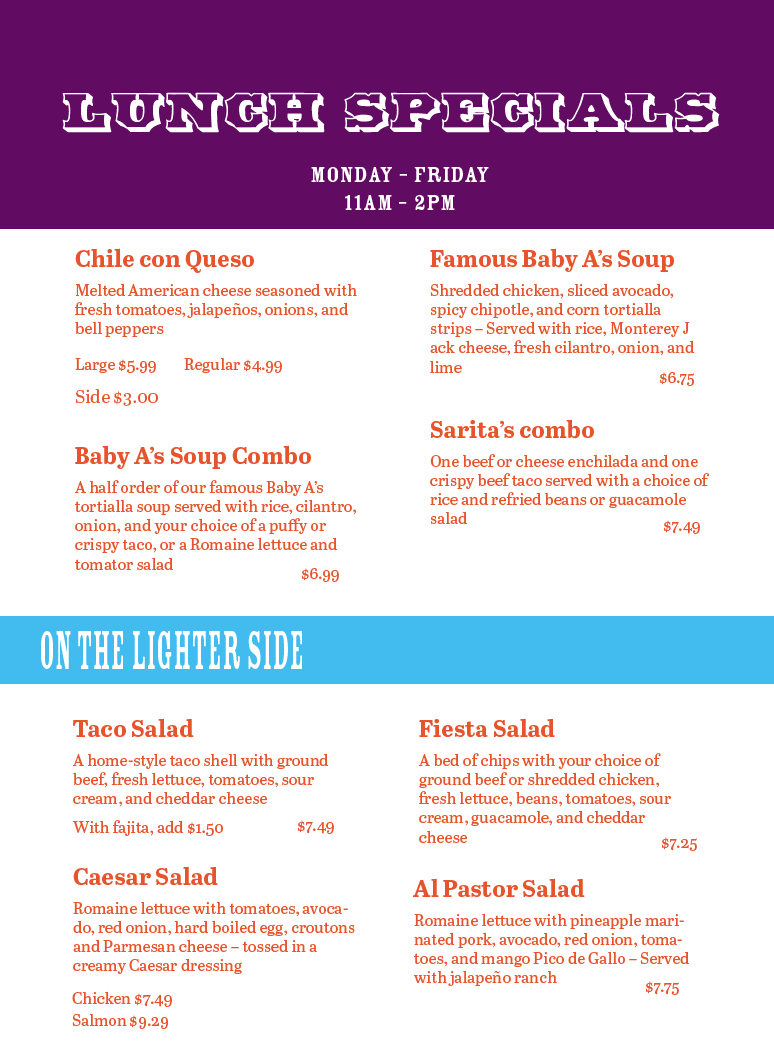 LUNCH SPECIALS
MONDAY – FRIDAY
11AM – 2PM
Chile con Queso
Melted American cheese seasoned with
fresh tomatoes, jalapeños, onions, and
bell peppers
Large $5.99 Regular $4.99
Side $3.00
Baby A's Soup Combo
A half order of our famous Baby A's
tortialla soup served with rice, cilantro,
onion, and your choice of a puffy or
crispy taco, or a Romaine lettuce and
tomator salad
$6.99
Famous Baby A's Soup
Shredded chicken, sliced avocado,
spicy chipotle, and corn tortialla
strips – Served with rice, Monterey J
ack cheese, fresh cilantro, onion, and
lime
$6.75
Sarita's combo
One beef or cheese enchilada and one
crispy beef taco served with a choice of
rice and refried beans or guacamole
salad
$7.49
ON THE LIGHTER SIDE
Taco Salad
A home-style taco shell with ground
beef, fresh lettuce, tomatoes, sour
cream, and cheddar cheese
With fajita, add $1.50 $7.49
Caesar Salad
Romaine lettuce with tomatoes, avoca-
do, red onion, hard boiled egg, croutons
and Parmesan cheese – tossed in a
creamy Caesar dressing
Chicken $7.49
Salmon $9.29
Fiesta Salad
A bed of chips with your choice of
ground beef or shredded chicken,
fresh lettuce, beans, tomatoes, sour
cream, guacamole, and cheddar
cheese
$7.25
Al Pastor Salad
Romaine lettuce with pineapple mari-
nated pork, avocado, red onion, toma-
toes, and mango Pico de Gallo – Served
with jalapeño ranch
$7.75